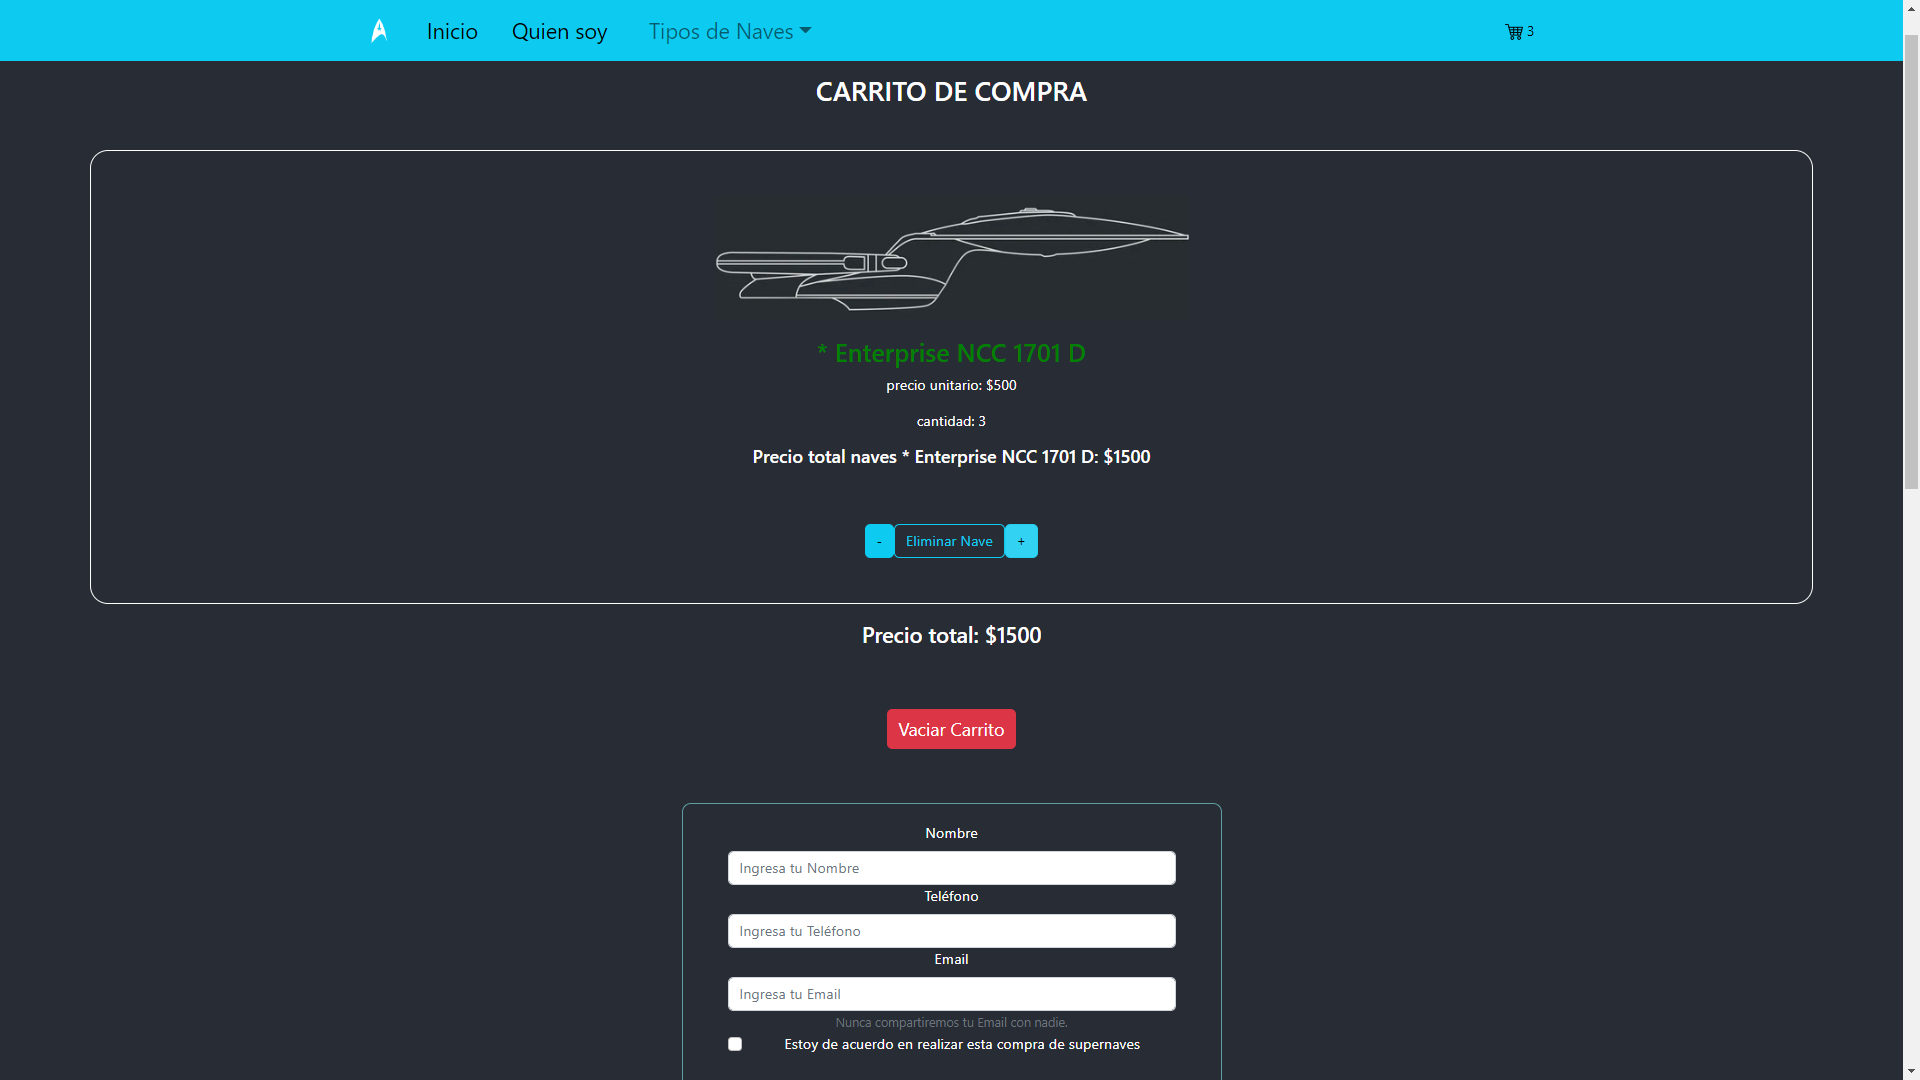 Inicio Quien soy Tipos de Naves 3
CARRITO DE COMPRA
* Enterprise NCC 1701 D
precio unitario: $500
cantidad: 3
Precio total naves * Enterprise NCC 1701 D: $1500
- Eliminar Nave +
Precio total: $1500
Vaciar Carrito
Nombre
Ingresa tu Nombre
Teléfono
Ingresa tu Teléfono
Email
Ingresa tu Email
Nunca compartiremos tu Email con nadie.
Estoy de acuerdo en realizar esta compra de supernaves